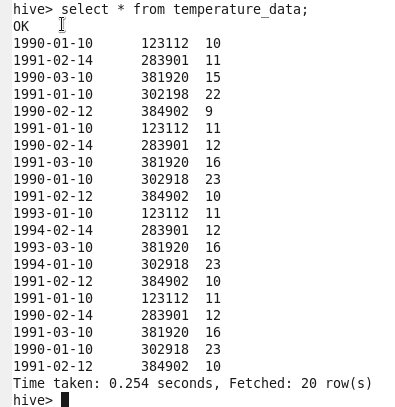 hive> select * from temperature_data;
OK
1990-01-10 123112 10
1991-02-14 283901 11
1990-03-10 381920 15
1991-01-10 302198 22
1990-02-12 384902 9
1991-01-10 123112 11
1990-02-14 283901 12
1991-03-10 381920 16
1990-01-10 302918 23
1991-02-12 384902 10
1993-01-10 123112 11
1994-02-14 283901 12
1993-03-10 381920 16
1994-01-10 302918 23
1991-02-12 384902 10
1991-01-10 123112 11
1990-02-14 283901 12
1991-03-10 381920 16
1990-01-10 302918 23
1991-02-12 384902 10
Time taken: 0.254 seconds, Fetched: 20 row(s)
hive>